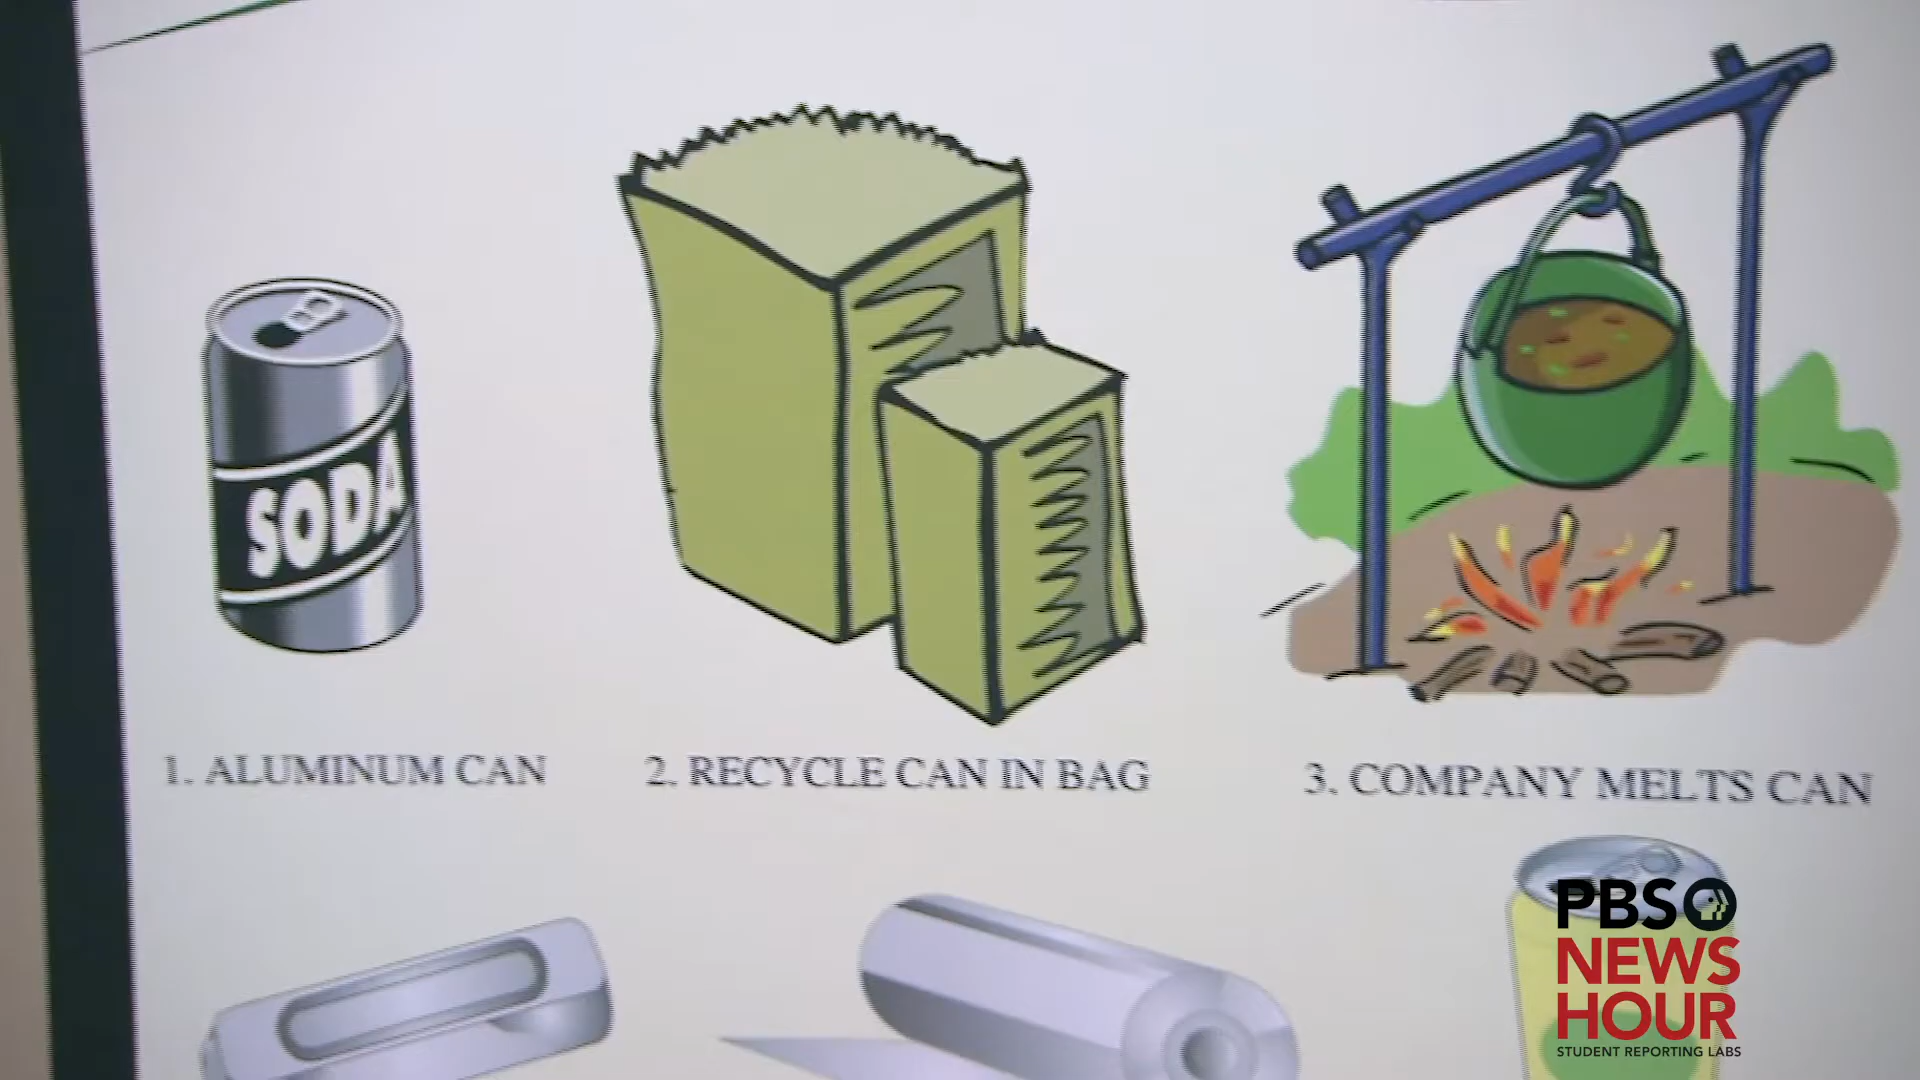 SODA
1. ALUMINUM CAN
2. RECYCLE CAN IN BAG
3. COMPANY MELTS CAN
PBS
NEWS
HOUR
STUDENT REPORTING LABS